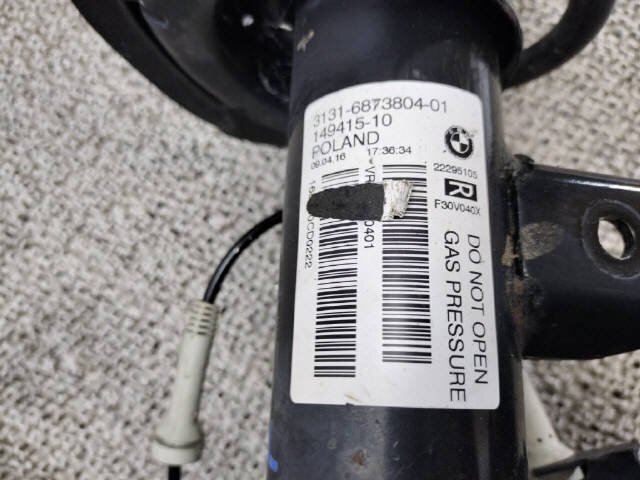 3131-6873804-01
149415-10
POLAND
09.04.16 17:36:34
BMW
22295105
R
F30V040X
DO NOT OPEN
GAS PRESSURE